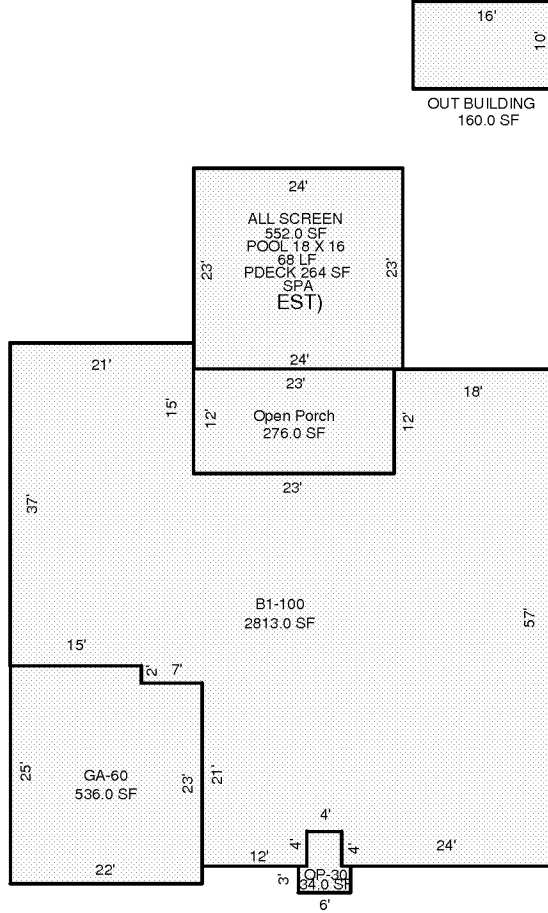 16'
10'
OUT BUILDING
160.0 SF
24'
ALL SCREEN
552.0 SF
POOL 18 X 16
68 LF
PDECK 264 SF
SPA
EST)
23'
23'
24'
21'
15'
23'
12'
Open Porch
276.0 SF
12'
18'
23'
37'
B1-100
2813.0 SF
57'
15'
2'
7'
25'
GA-60
536.0 SF
23'
21'
22'
12'
4'
4'
4'
24'
OP-30
34.0 SF
3'
6'